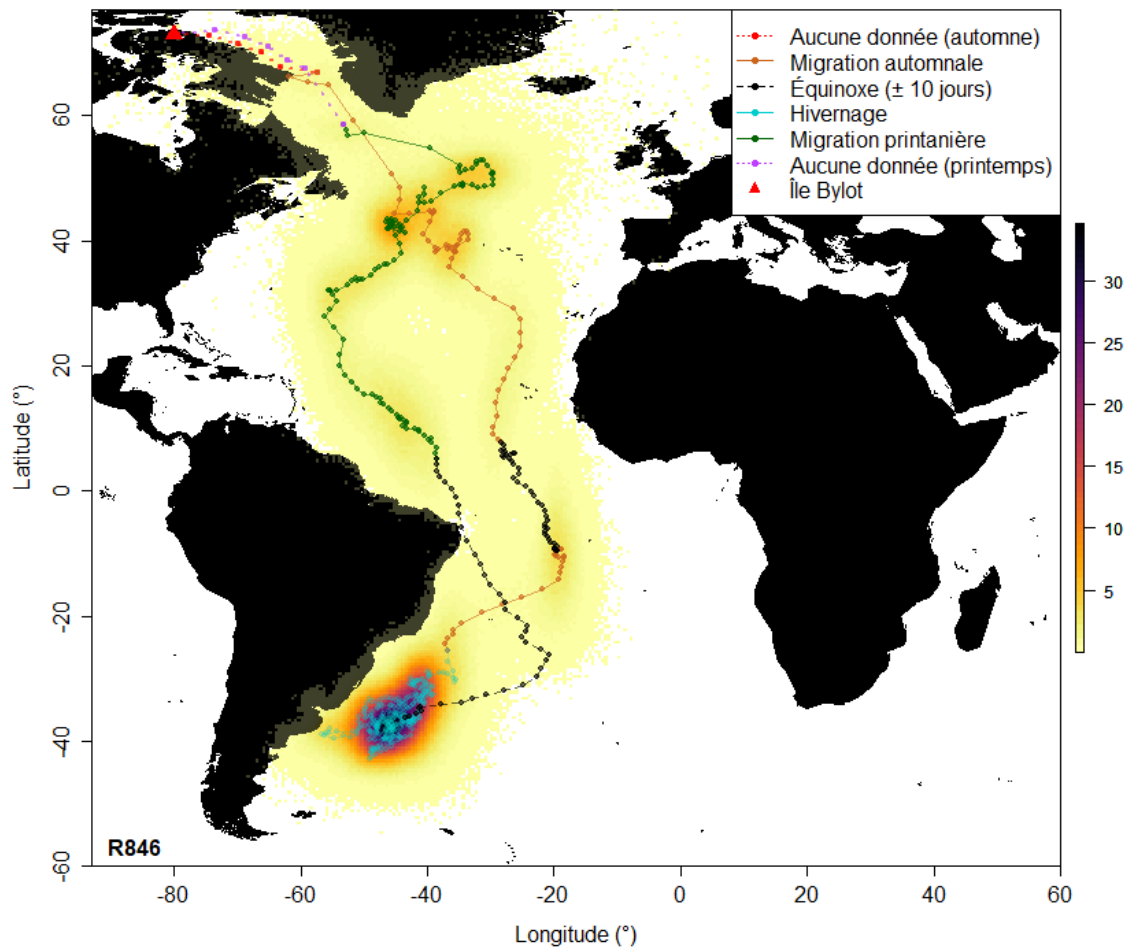 Aucune donnée (automne)
Migration automnale
Équinoxe (± 10 jours)
Hivernage
Migration printanière
Aucune donnée (printemps)
Île Bylot
60
40
20
0
-20
-40
-60
Latitude (°)
30
25
20
15
10
5
R846
-80
-60
-40
-20
0
20
40
60
Longitude (°)